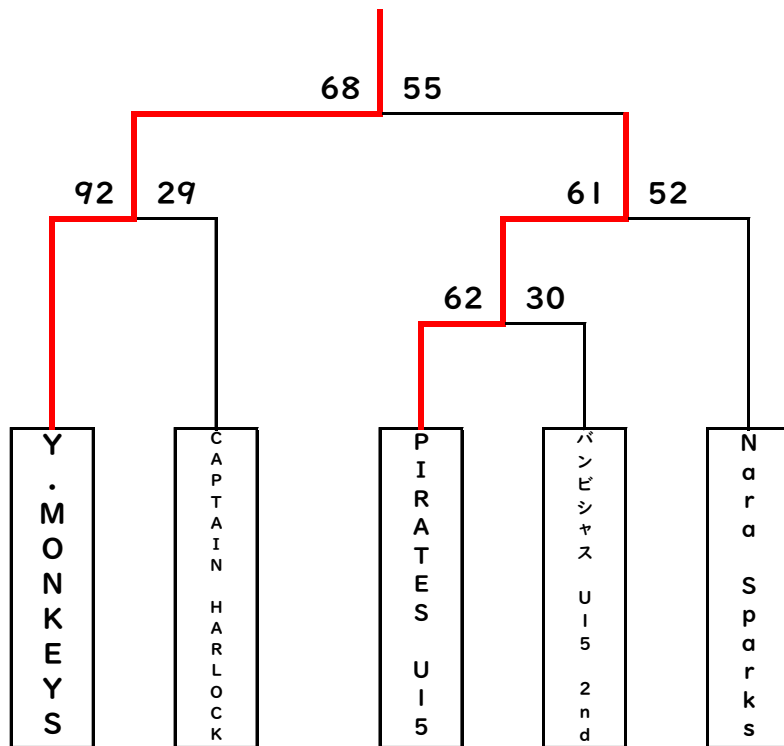 68 55
92 29
61 52
62 30
Y.MONKEYS
CAPTAIN HARLOCK
PIRATES U15
バンビシャス U15 2nd
Nara Sparks